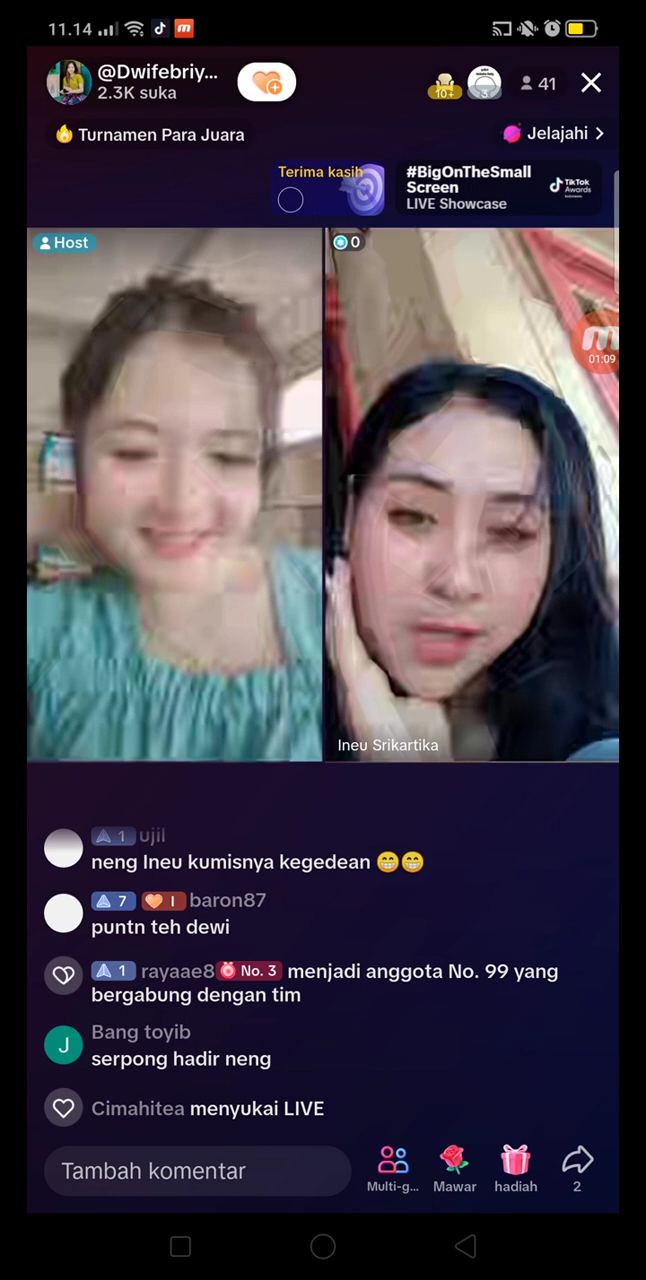 11.14
@Dwifebriy...
2.3K suka
10+
3
41
Turnamen Para Juara
Jelajahi >
Terima kasih
#BigOnTheSmall
Screen
LIVE Showcase
TikTok
Awards
Host
0
01:09
Ineu Srikartika
1 ujil
neng Ineu kumisnya kegedean 😁😁
7 I baron87
puntn teh dewi
1 rayaae8 No. 3 menjadi anggota No. 99 yang
bergabung dengan tim
J
Bang toyib
serpong hadir neng
Cimahitea menyukai LIVE
Tambah komentar
Multi-g...
Mawar
hadiah
2